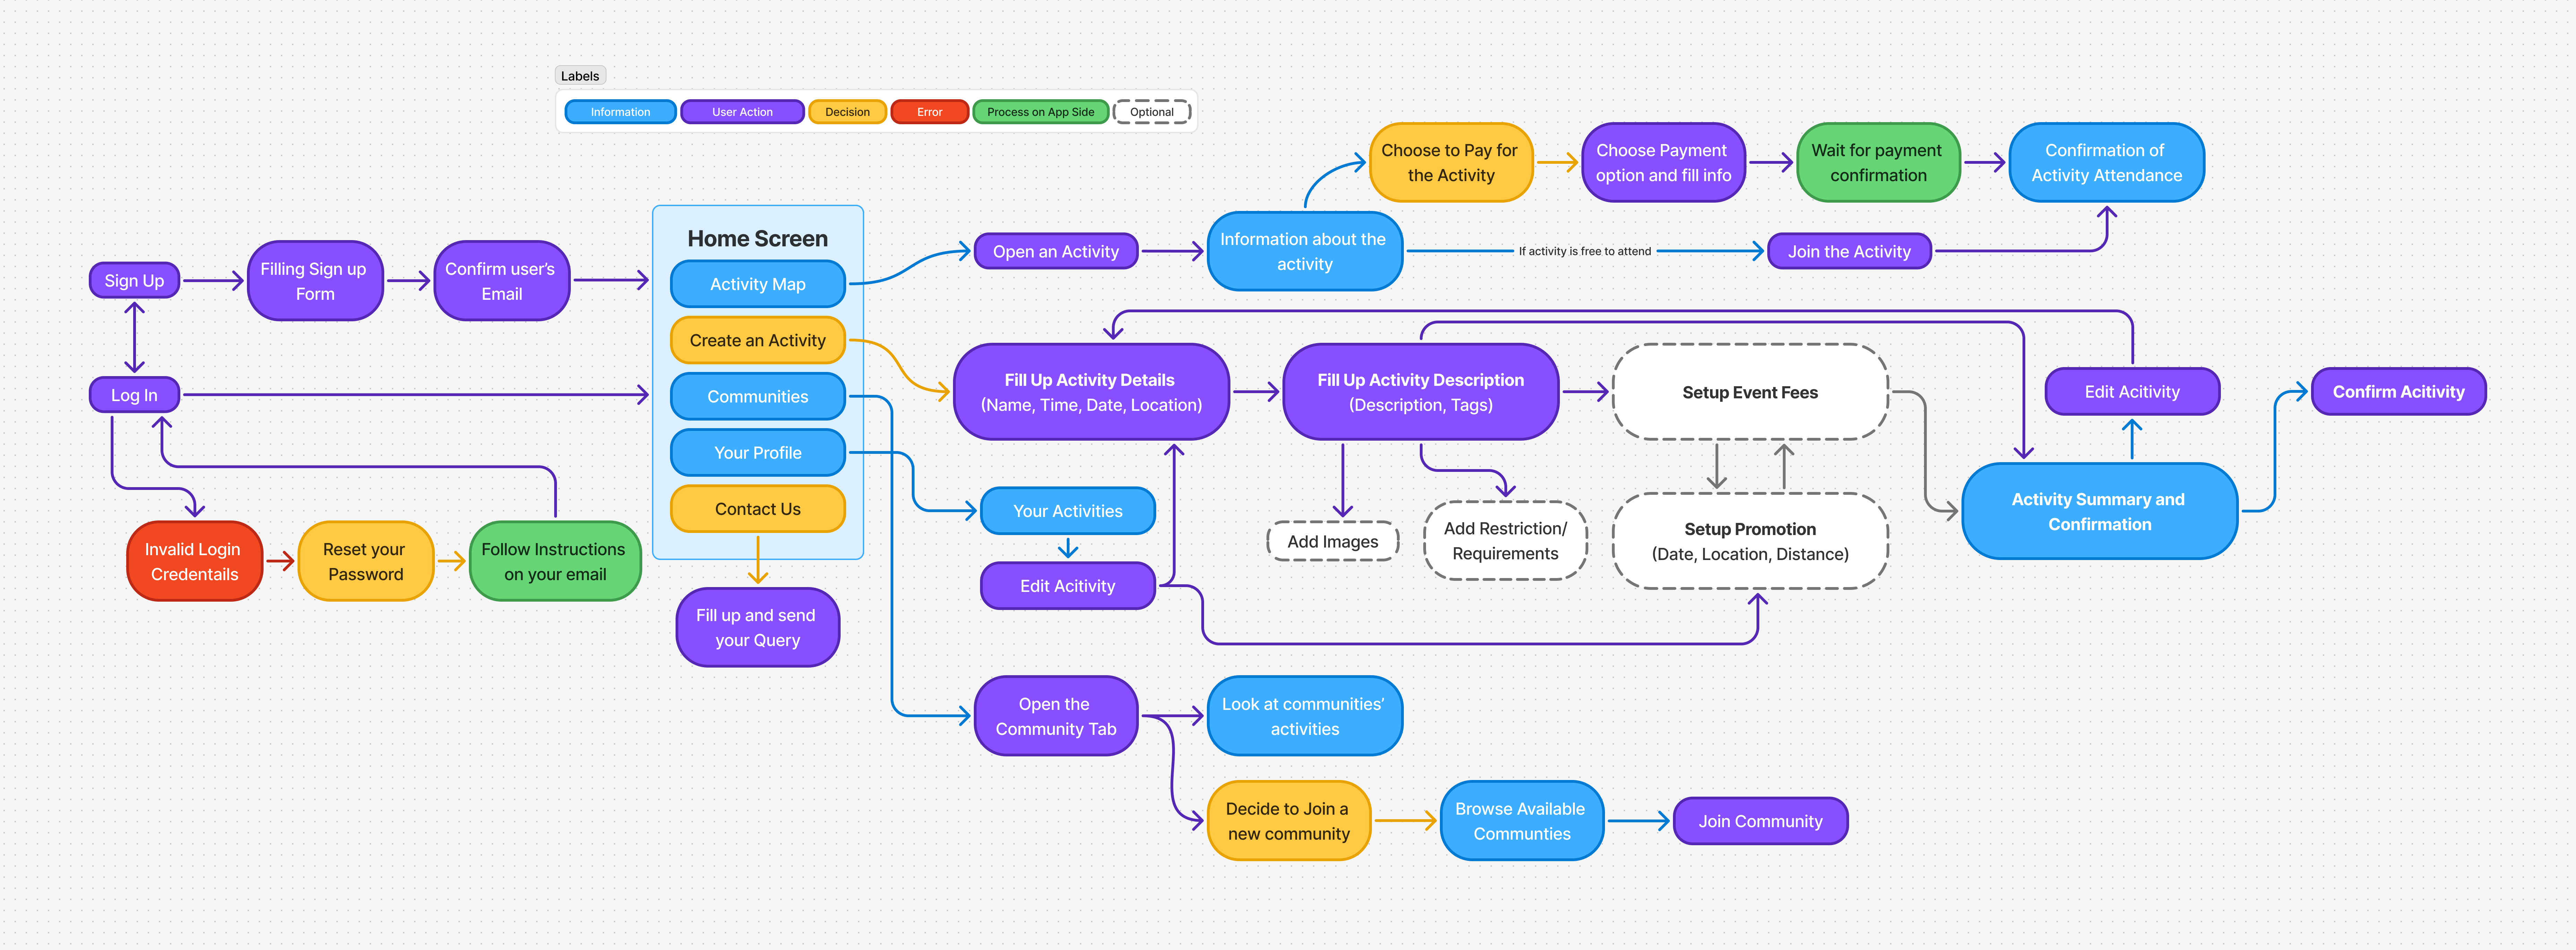 Labels
Information
User Action
Decision
Error
Process on App Side
Optional
Sign Up
Filling Sign up
Form
Confirm user's
Email
Log In
Invalid Login
Credentails
Reset your
Password
Follow Instructions
on your email
Home Screen
Activity Map
Create an Activity
Communities
Your Profile
Contact Us
Fill up and send
your Query
Open an Activity
Information about the
activity
Choose to Pay for
the Activity
Choose Payment
option and fill info
Wait for payment
confirmation
Confirmation of
Activity Attendance
If activity is free to attend
Join the Activity
Fill Up Activity Details
(Name, Time, Date, Location)
Fill Up Activity Description
(Description, Tags)
Setup Event Fees
Edit Acitivity
Confirm Acitivity
Your Activities
Edit Acitivity
Add Images
Add Restriction/
Requirements
Setup Promotion
(Date, Location, Distance)
Activity Summary and
Confirmation
Open the
Community Tab
Look at communities'
activities
Decide to Join a
new community
Browse Available
Communties
Join Community